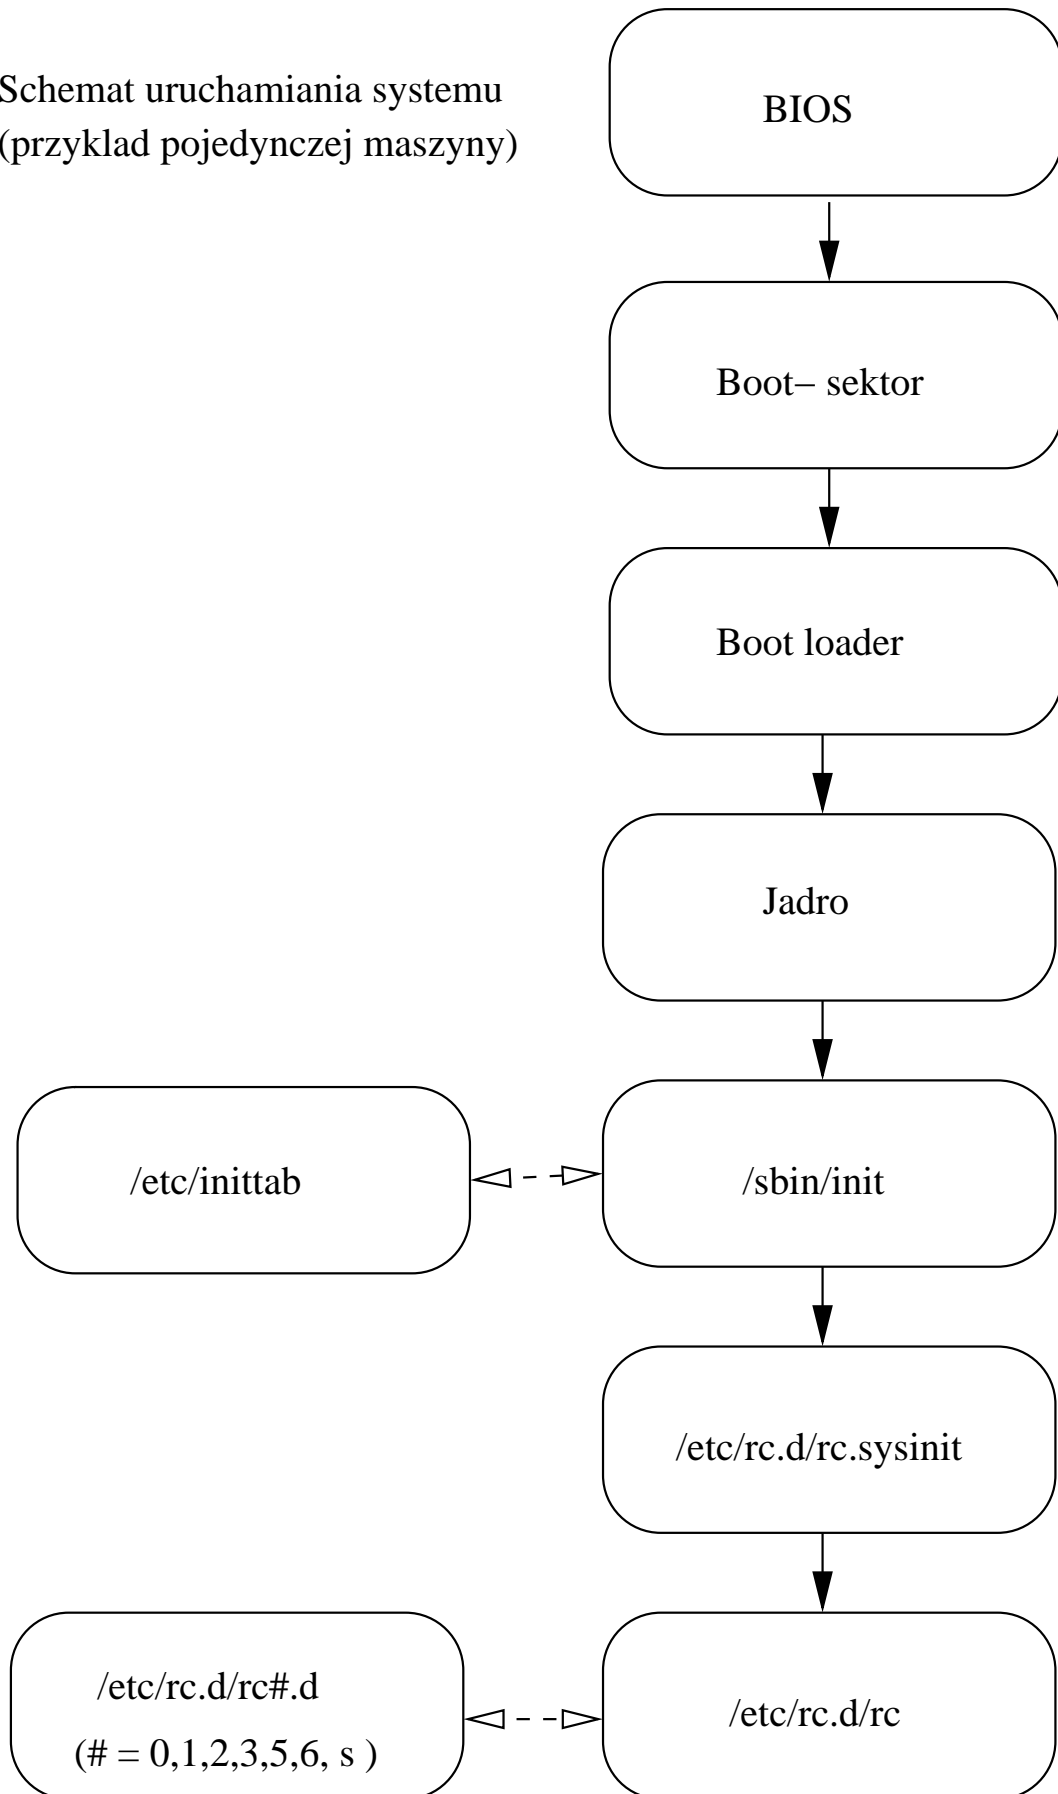 Schemat uruchamiania systemu
(przyklad pojedynczej maszyny)
BIOS
Boot– sektor
Boot loader
Jadro
/etc/inittab
/sbin/init
/etc/rc.d/rc.sysinit
/etc/rc.d/rc#.d
(# = 0,1,2,3,5,6, s )
/etc/rc.d/rc